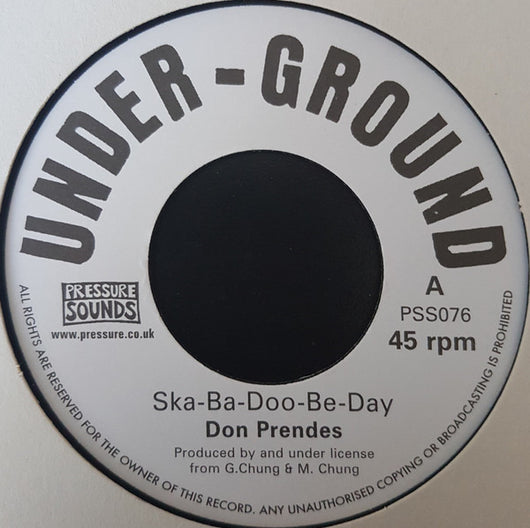 UNDER-GROUND
PRESSURE
SOUNDS
www.pressure.co.uk
A
PSS076
45 rpm
Ska-Ba-Doo-Be-Day
Don Prendes
Produced by and under license
from G.Chung & M. Chung
ALL RIGHTS ARE RESERVED FOR THE OWNER OF THIS RECORD. ANY UNAUTHORISED COPYING OR BROADCASTING IS PROHIBITED